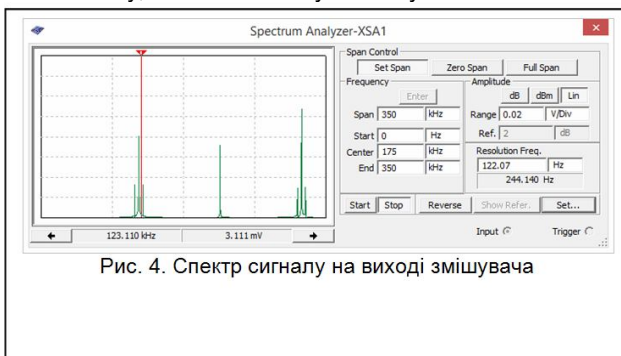 Spectrum Analyzer-XSA1
1
Span Control
Set Span Zero Span Full Span
Frequency
Enter
Span 350 kHz
Start 0 Hz
Center 175 kHz
End 350 kHz
Amplitude
dB dBm Lin
Range 0.02 V/Div
Ref. 2 dB
Resolution Freq.
122.07 Hz
244.140 Hz
Start Stop Reverse Show Refer. Set...
123.110 kHz 3.111 mV
Input Trigger
Рис. 4. Спектр сигналу на виході змішувача